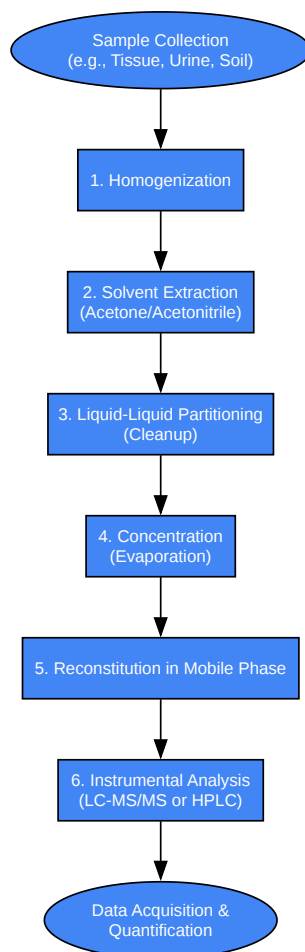 Sample Collection
(e.g., Tissue, Urine, Soil)
1. Homogenization
2. Solvent Extraction
(Acetone/Acetonitrile)
3. Liquid-Liquid Partitioning
(Cleanup)
4. Concentration
(Evaporation)
5. Reconstitution in Mobile Phase
6. Instrumental Analysis
(LC-MS/MS or HPLC)
Data Acquisition &
Quantification